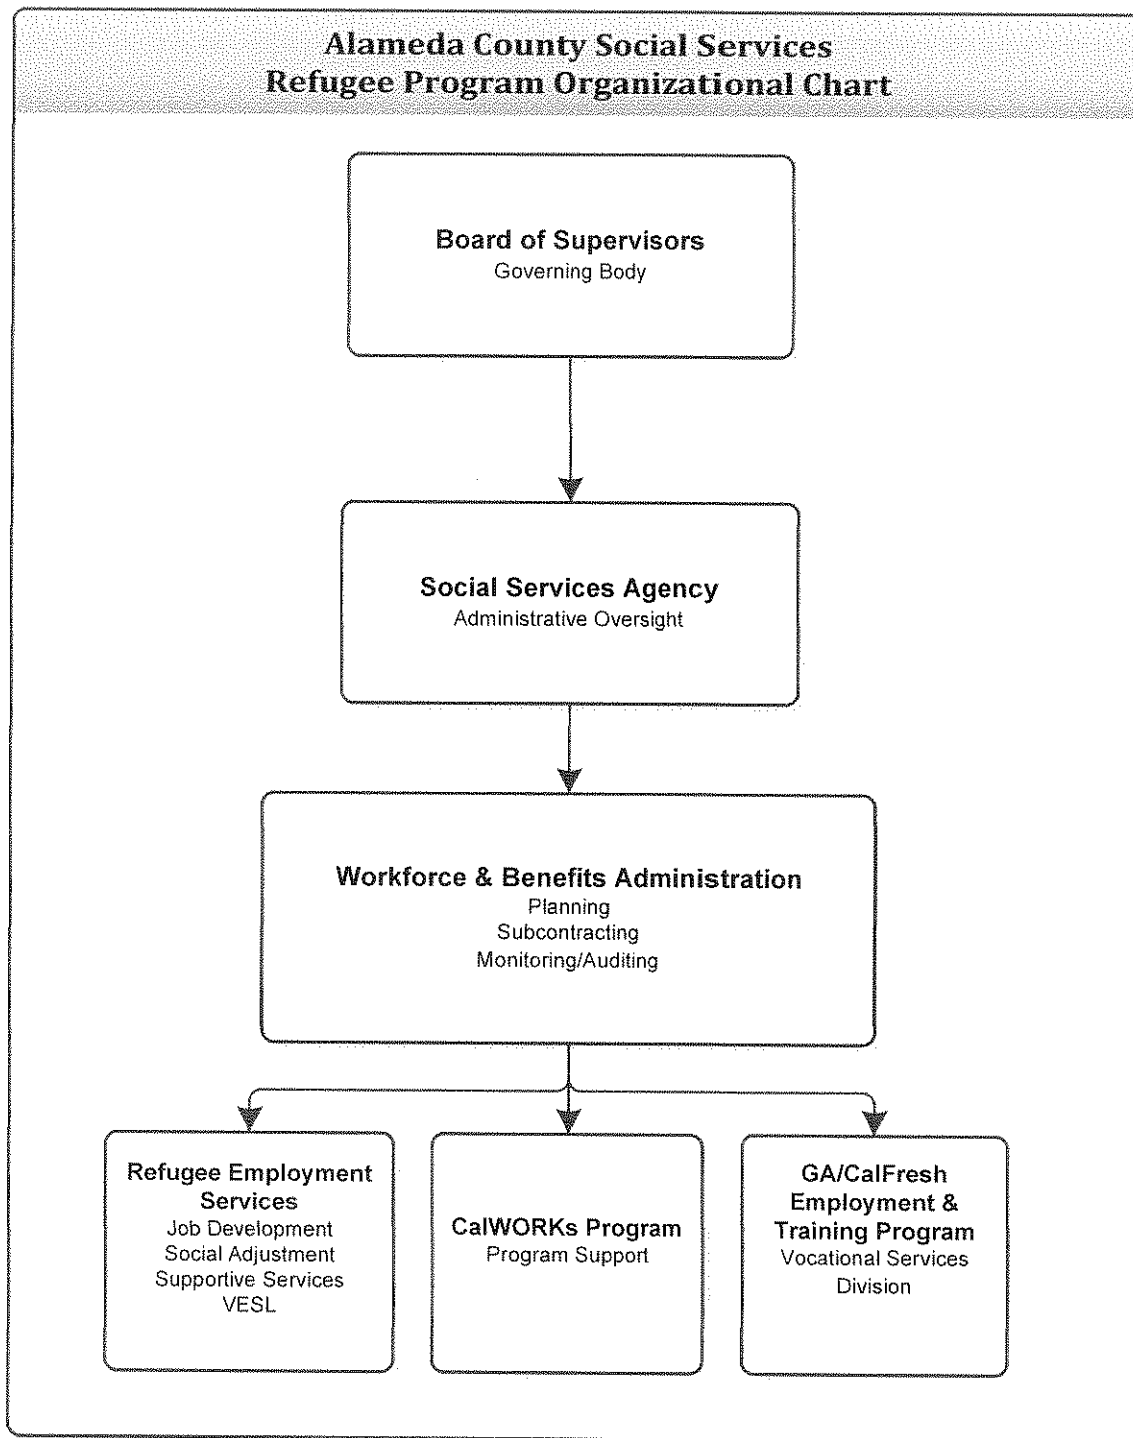 Alameda County Social Services
Refugee Program Organizational Chart
Board of Supervisors
Governing Body
Social Services Agency
Administrative Oversight
Workforce & Benefits Administration
Planning
Subcontracting
Monitoring/Auditing
Refugee Employment
Services
Job Development
Social Adjustment
Supportive Services
VESL
CalWORKs Program
Program Support
GA/CalFresh
Employment &
Training Program
Vocational Services
Division